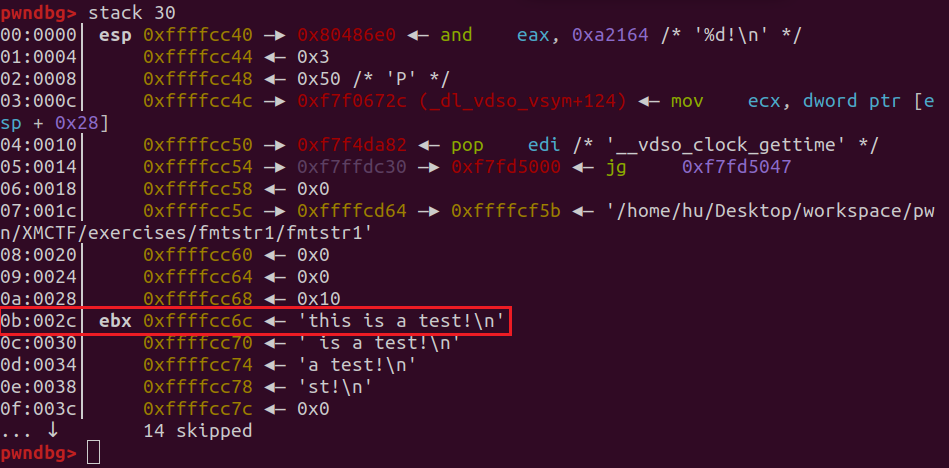 pwndbg> stack 30
00:0000│ esp 0xffffcc40 —▸ 0x80486e0 ◂— and    eax, 0xa2164 /* '%d!\n' */
01:0004│     0xffffcc44 ◂— 0x3
02:0008│     0xffffcc48 ◂— 0x50 /* 'P' */
03:000c│     0xffffcc4c —▸ 0xf7f0672c (_dl_vdso_vsym+124) ◂— mov    ecx, dword ptr [e
sp + 0x28]
04:0010│     0xffffcc50 —▸ 0xf7f4da82 ◂— pop    edi /* '__vdso_clock_gettime' */
05:0014│     0xffffcc54 —▸ 0xf7ffdc30 —▸ 0xf7fd5000 ◂— jg     0xf7fd5047
06:0018│     0xffffcc58 ◂— 0x0
07:001c│     0xffffcc5c —▸ 0xffffcd64 —▸ 0xffffcf5b ◂— '/home/hu/Desktop/workspace/pw
n/XMCTF/exercises/fmtstr1/fmtstr1'
08:0020│     0xffffcc60 ◂— 0x0
09:0024│     0xffffcc64 ◂— 0x0
0a:0028│     0xffffcc68 ◂— 0x10
0b:002c│ ebx 0xffffcc6c ◂— 'this is a test!\n'
0c:0030│     0xffffcc70 ◂— ' is a test!\n'
0d:0034│     0xffffcc74 ◂— 'a test!\n'
0e:0038│     0xffffcc78 ◂— 'st!\n'
0f:003c│     0xffffcc7c ◂— 0x0
... ↓        14 skipped
pwndbg>